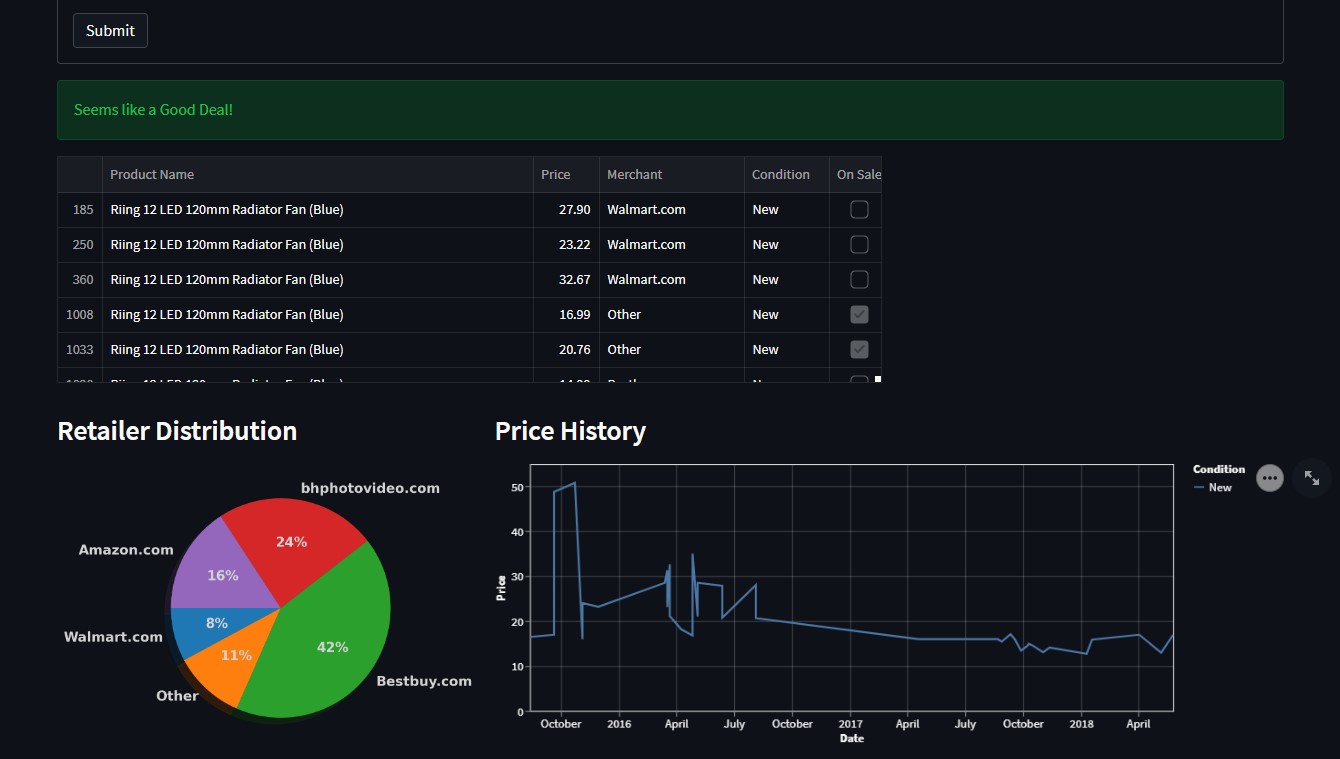 Submit
Seems like a Good Deal!
Product Name Price Merchant Condition On Sale
185 Riing 12 LED 120mm Radiator Fan (Blue) 27.90 Walmart.com New
250 Riing 12 LED 120mm Radiator Fan (Blue) 23.22 Walmart.com New
360 Riing 12 LED 120mm Radiator Fan (Blue) 32.67 Walmart.com New
1008 Riing 12 LED 120mm Radiator Fan (Blue) 16.99 Other New
1033 Riing 12 LED 120mm Radiator Fan (Blue) 20.76 Other New
Retailer Distribution
bhphotovideo.com
24%
Amazon.com
16%
Walmart.com
8%
42%
11%
Bestbuy.com
Other
Price History
Condition
New
Price
50
40
30
20
10
0
October 2016 April July October 2017 April July October 2018 April
Date